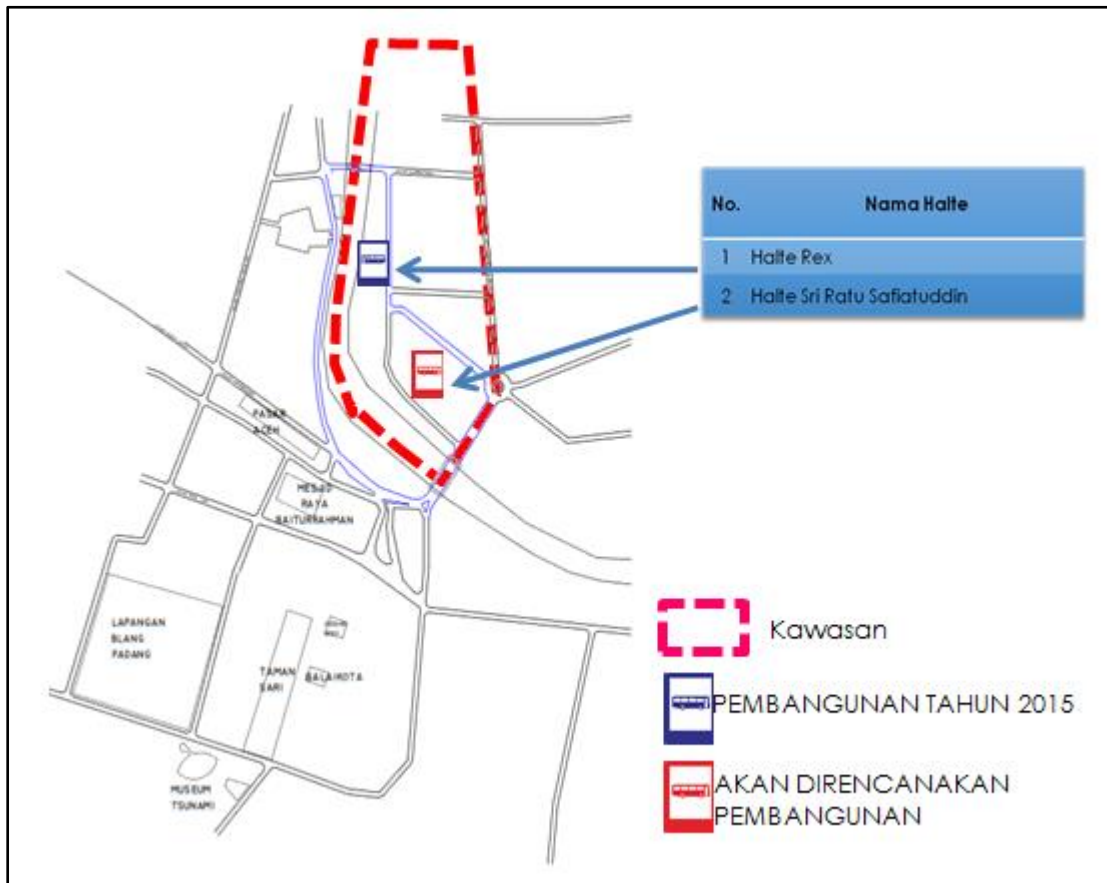 No. Nama Halte
1 Halte Rex
2 Halte Sri Ratu Safiatuddin
PASAR
ACEH
MESJID
RAYA
BAITURRAHMAN
LAPANGAN
BLANG
PADANG
TAMAN
SARI
BALAIKOTA
MUSEUM
TSUNAMI
Kawasan
PEMBANGUNAN TAHUN 2015
AKAN DIRENCANAKAN
PEMBANGUNAN